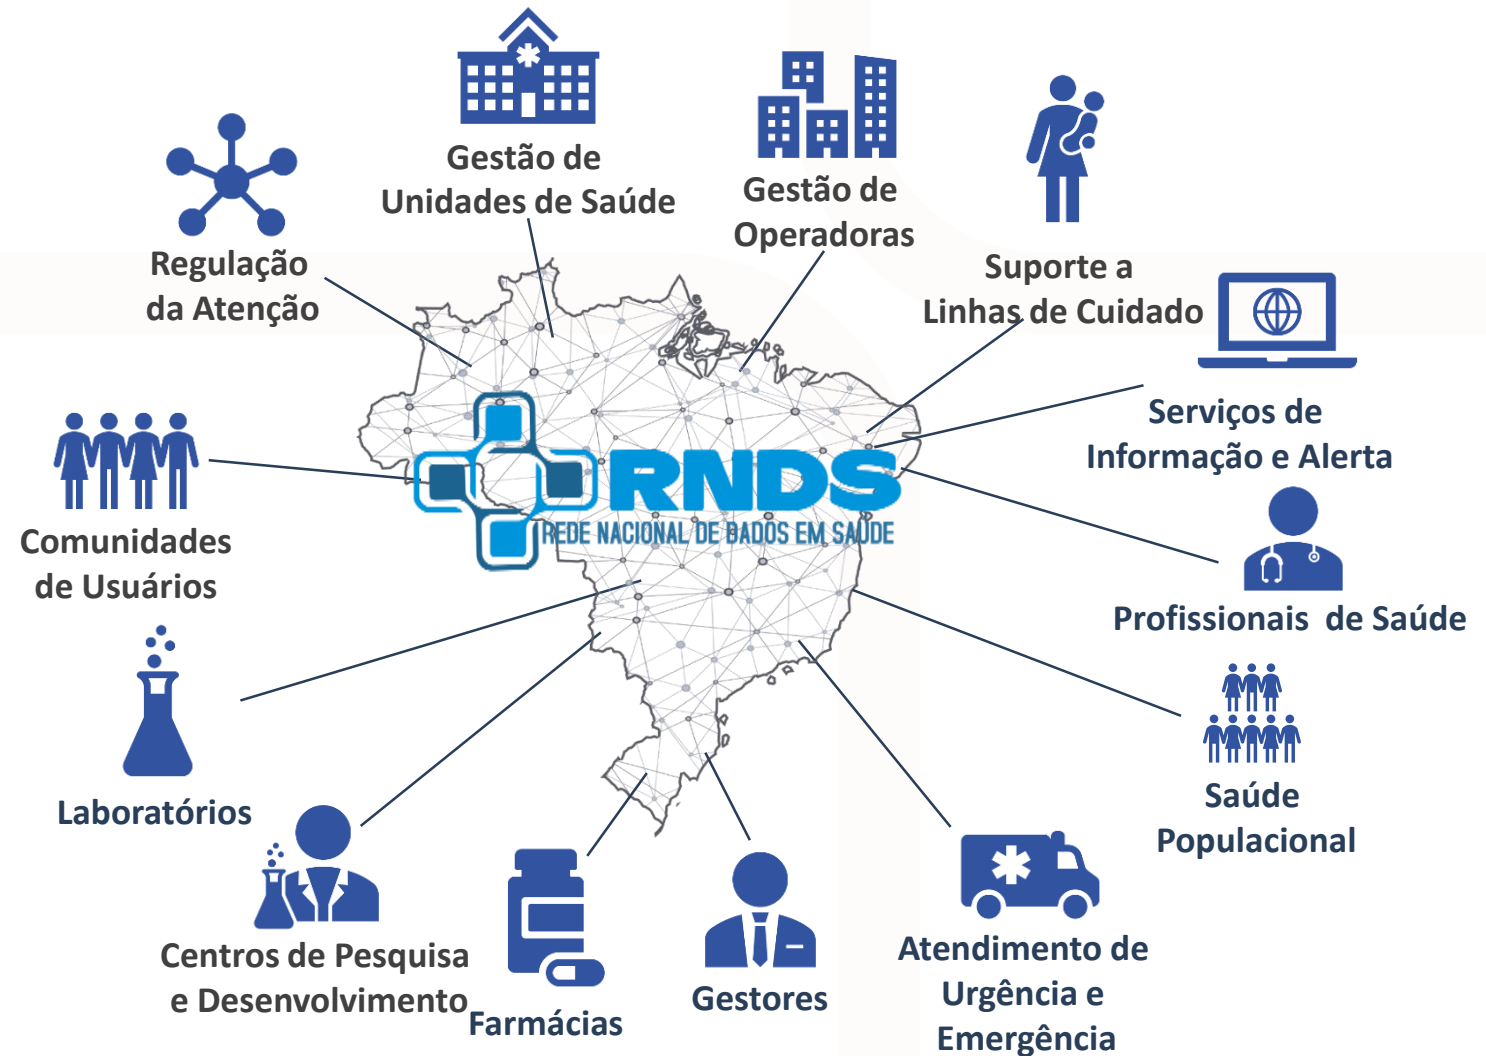 Gestão de
Unidades de Saúde
Gestão de
Operadoras
Suporte a
Linhas de Cuidado
Regulação
da Atenção
Serviços de
Informação e Alerta
RNDS
REDE NACIONAL DE DADOS EM SAÚDE
Comunidades
de Usuários
Profissionais de Saúde
Laboratórios
Saúde
Populacional
Centros de Pesquisa
e Desenvolvimento
Farmácias
Gestores
Atendimento de
Urgência e
Emergência